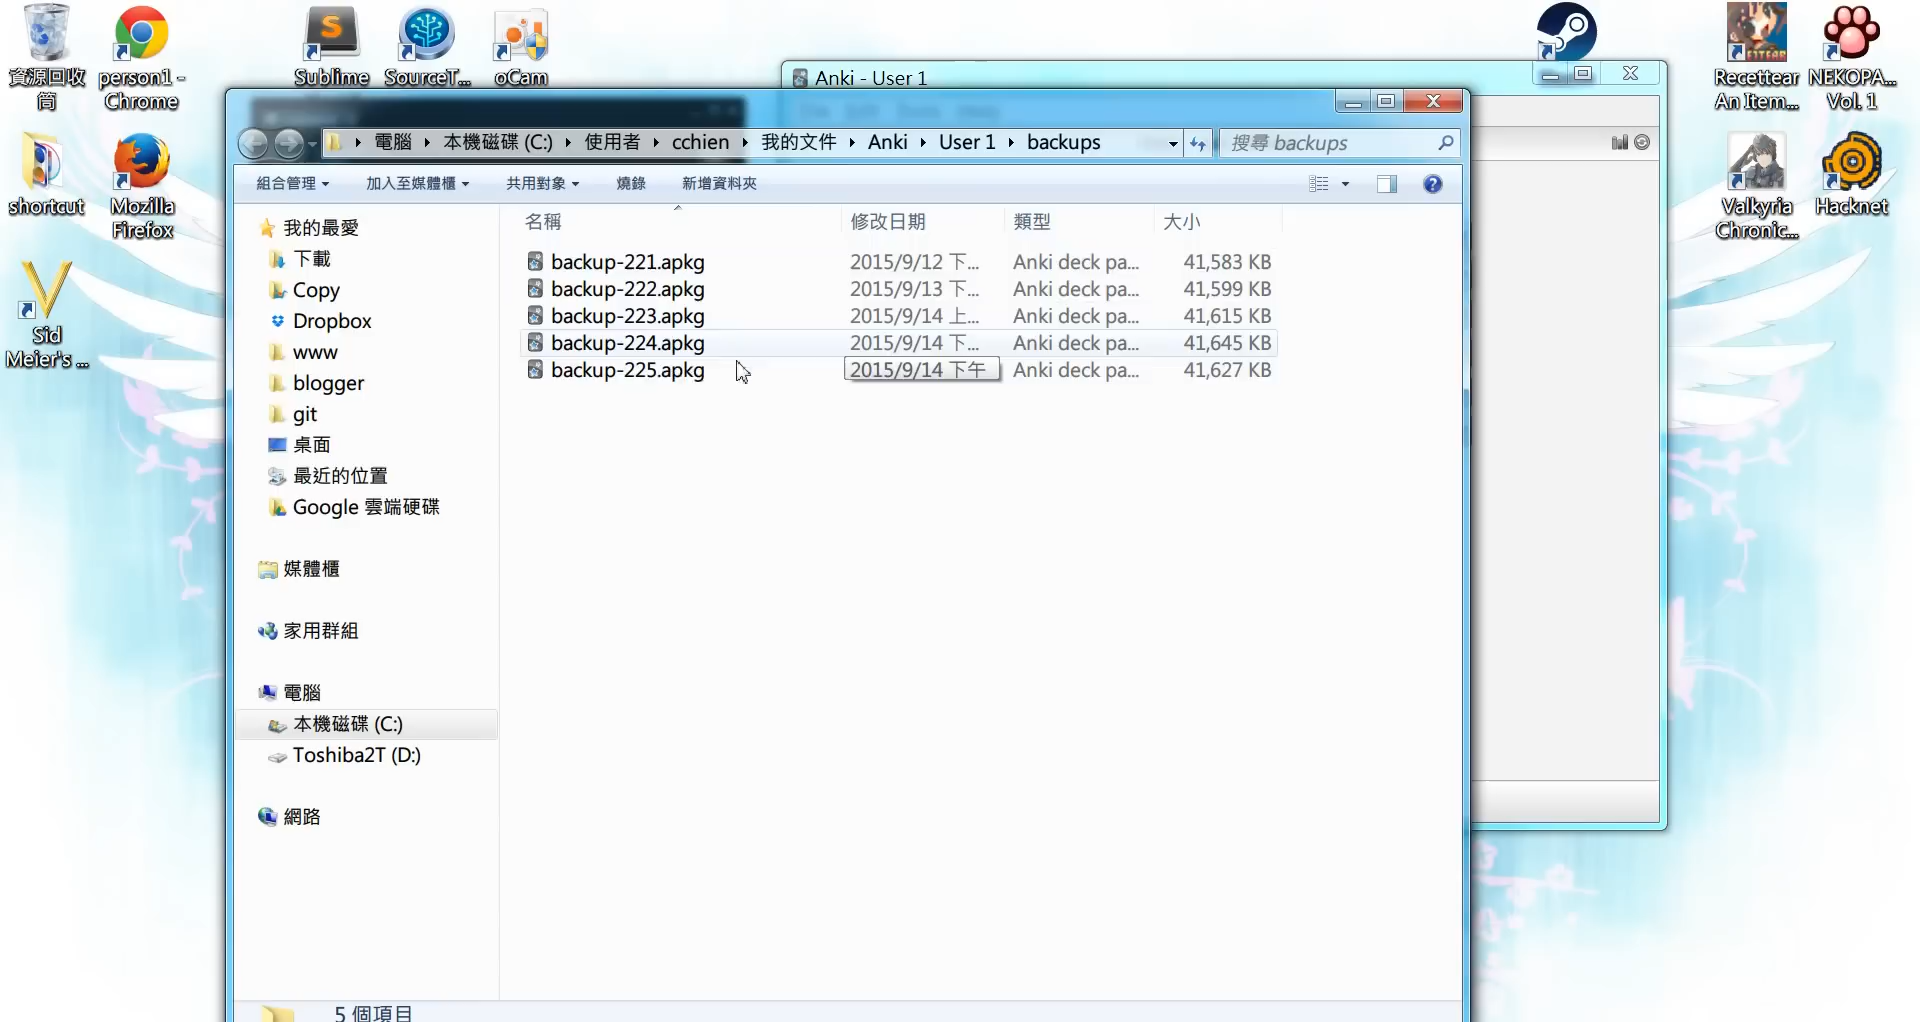 資源回收
筒
person1 -
Chrome
Sublime
SourceT...
oCam
Recettear
An Item...
NEKOPA...
Vol. 1
shortcut
Mozilla
Firefox
Valkyria
Chronic...
Hacknet
Sid
Meier's ...
Anki - User 1
電腦 本機磁碟 (C:) 使用者 cchien 我的文件 Anki User 1 backups
搜尋 backups
組合管理 加入至媒體櫃 共用對象 燒錄 新增資料夾
我的最愛
下載
Copy
Dropbox
www
blogger
git
桌面
最近的位置
Google 雲端硬碟
媒體櫃
家用群組
電腦
本機磁碟 (C:)
Toshiba2T (D:)
網路
名稱 修改日期 類型 大小
backup-221.apkg 2015/9/12 下... Anki deck pa... 41,583 KB
backup-222.apkg 2015/9/13 下... Anki deck pa... 41,599 KB
backup-223.apkg 2015/9/14 上... Anki deck pa... 41,615 KB
backup-224.apkg 2015/9/14 下... Anki deck pa... 41,645 KB
backup-225.apkg 2015/9/14 下午 Anki deck pa... 41,627 KB
5 個項目